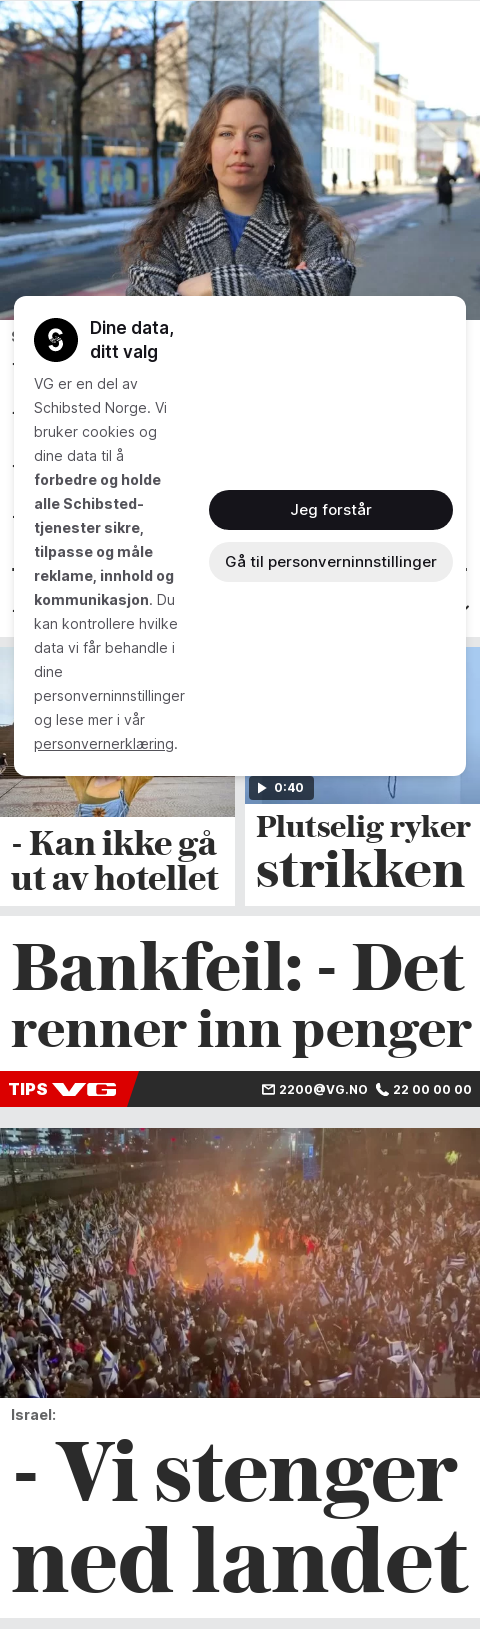 Dine data,
ditt valg
VG er en del av
Schibsted Norge. Vi
bruker cookies og
dine data til å
forbedre og holde
alle Schibsted-
tjenester sikre,
tilpasse og måle
reklame, innhold og
kommunikasjon. Du
kan kontrollere hvilke
data vi får behandle i
dine
personverninnstillinger
og lese mer i vår
personvernerklæring.
Jeg forstår
Gå til personverninnstillinger
- Kan ikke gå
ut av hotellet
0:40
Plutselig ryker
strikken
Bankfeil: - Det
renner inn penger
TIPS VG
2200@VG.NO 22 00 00 00
Israel:
- Vi stenger
ned landet